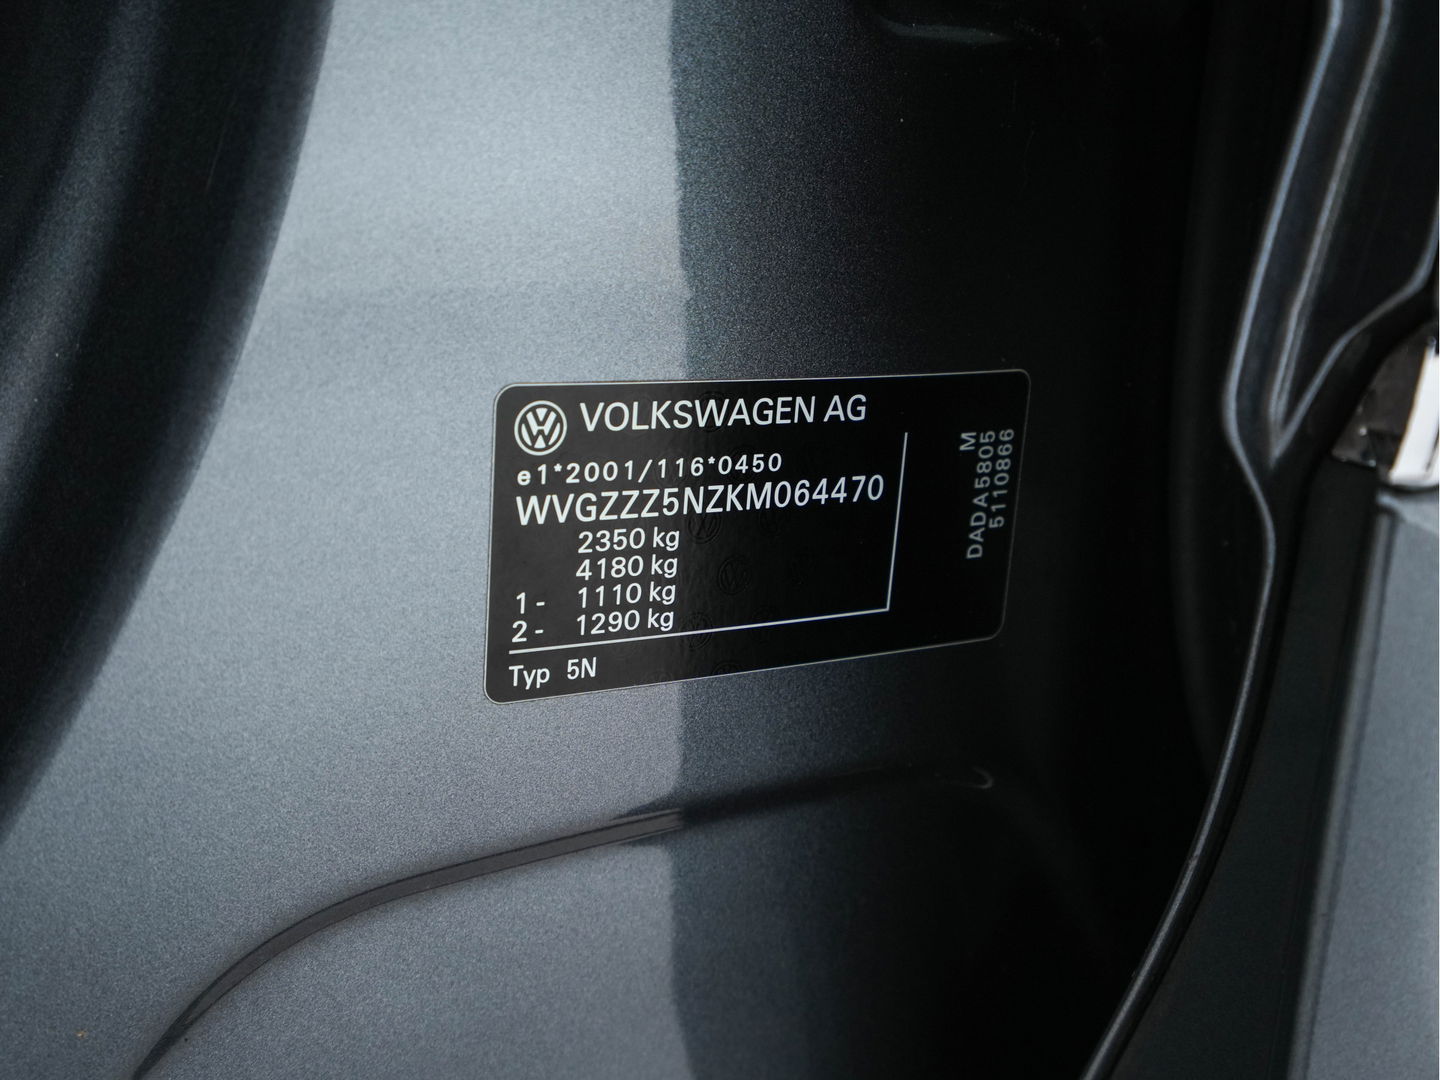 VOLKSWAGEN AG
e1*2001/116*0450
WVGZZZ5NZKM064470
2350 kg
4180 kg
1 - 1110 kg
2 - 1290 kg
Typ 5N
M
DADA5805
5110866